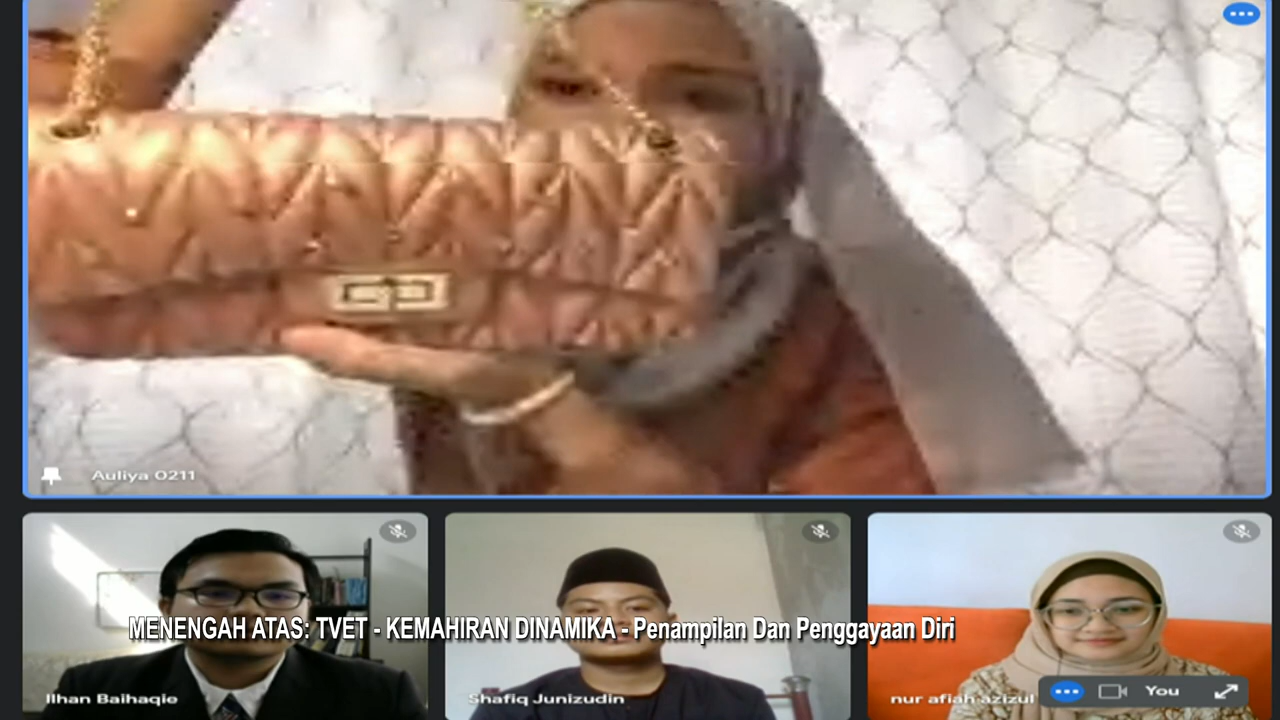 Auliya 0211
MENENGAH ATAS: TVET - KEMAHIRAN DINAMIKA - Penampilan Dan Penggayaan Diri
Ilhan Baihaqie
Shafiq Junizudin
nur afiah azizul
You